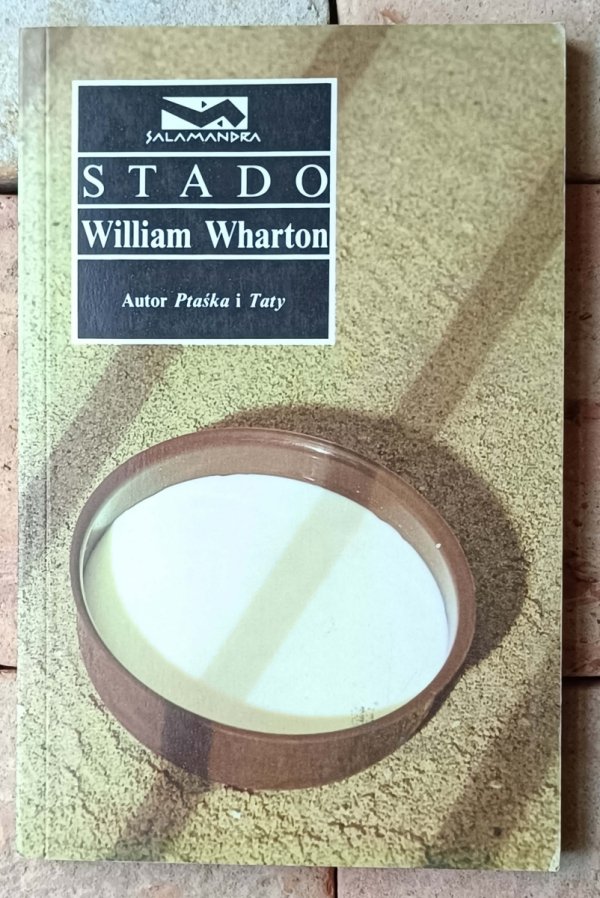 SALAMANDRA
STADO
William Wharton
Autor Ptaśka i Taty